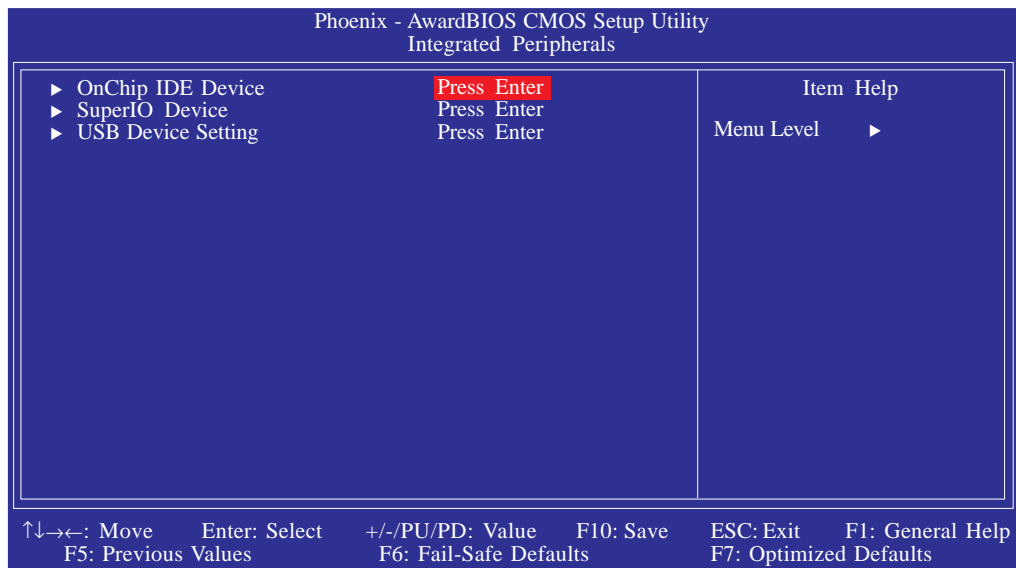 Phoenix - AwardBIOS CMOS Setup Utility
Integrated Peripherals
▶ OnChip IDE Device Press Enter
▶ SuperIO Device Press Enter
▶ USB Device Setting Press Enter
Item Help
Menu Level ▶
↑↓→←: Move Enter: Select +/-/PU/PD: Value F10: Save ESC: Exit F1: General Help
F5: Previous Values F6: Fail-Safe Defaults F7: Optimized Defaults